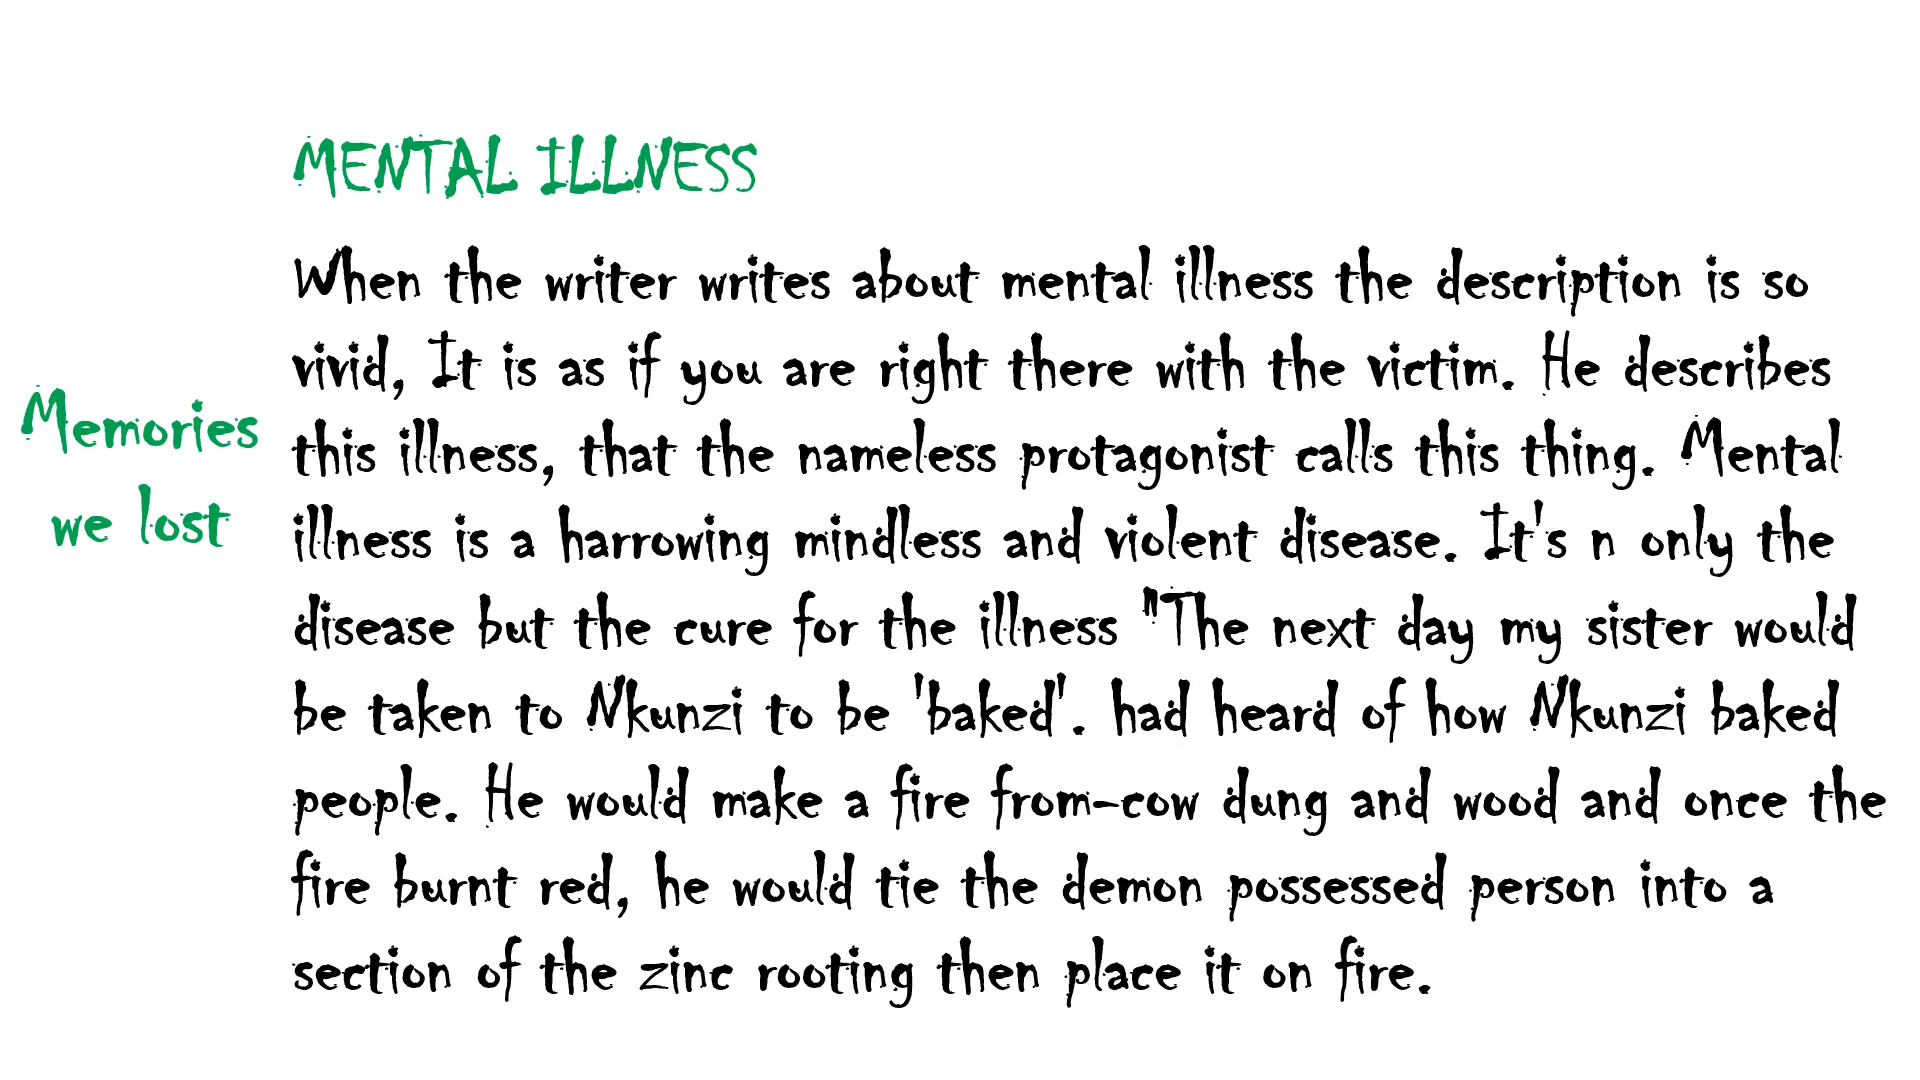 MENTAL ILLNESS
When the writer writes about mental illness the description is so
vivid, It is as if you are right there with the victim. He describes
this illness, that the nameless protagonist calls this thing. Mental
illness is a harrowing mindless and violent disease. It's n only the
disease but the cure for the illness "The next day my sister would
be taken to Nkunzi to be 'baked'. had heard of how Nkunzi baked
people. He would make a fire from-cow dung and wood and once the
fire burnt red, he would tie the demon possessed person into a
section of the zinc rooting then place it on fire.
Memories
we lost